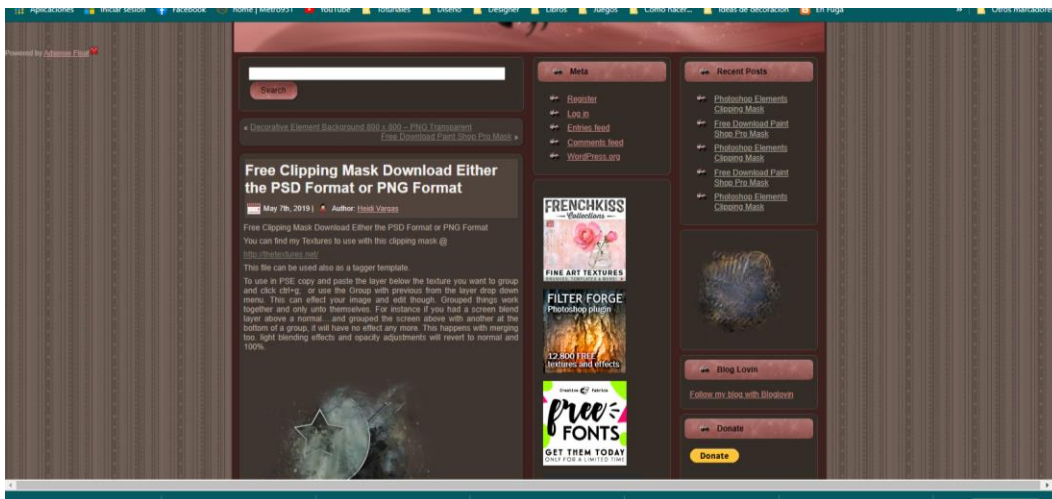 Aplicaciones
Iniciar sesión
Facebook
home | Metro951
YouTube
Tutoriales
Diseño
Designer
Libros
Juegos
Como hacer...
Ideas de decoración
En Fuga
»
Otros marcadores
Powered by Adsense Float
Search
« Decorative Element Background 800 x 800 – PNG Transparent
Free Download Paint Shop Pro Mask »
Free Clipping Mask Download Either
the PSD Format or PNG Format
May 7th, 2019 | Author: Heidi Vargas
Free Clipping Mask Download Either the PSD Format or PNG Format
You can find my Textures to use with this clipping mask @
http://thetextures.net/
This file can be used also as a tagger template.
To use in PSE copy and paste the layer below the texture you want to group
and click ctrl+g, or use the Group with previous from the layer drop down
menu. This can effect your image and edit though. Grouped things work
together and only unto themselves. For instance if you had a screen blend
layer above a normal....and grouped the screen above with another at the
bottom of a group, it will have no effect any more. This happens with merging
too. light blending effects and opacity adjustments will revert to normal and
100%.
Meta
Register
Log in
Entries feed
Comments feed
WordPress.org
FRENCHKISS
Collections
FINE ART TEXTURES
BRUSHES, TEMPLATES & MORE!
FILTER FORGE
Photoshop plugin
12,800 FREE
textures and effects
Creative Fabrica
free
FONTS
GET THEM TODAY
ONLY FOR A LIMITED TIME
Recent Posts
Photoshop Elements
Clipping Mask
Free Download Paint
Shop Pro Mask
Photoshop Elements
Clipping Mask
Free Download Paint
Shop Pro Mask
Photoshop Elements
Clipping Mask
Blog Lovin
Follow my blog with Bloglovin
Donate
Donate